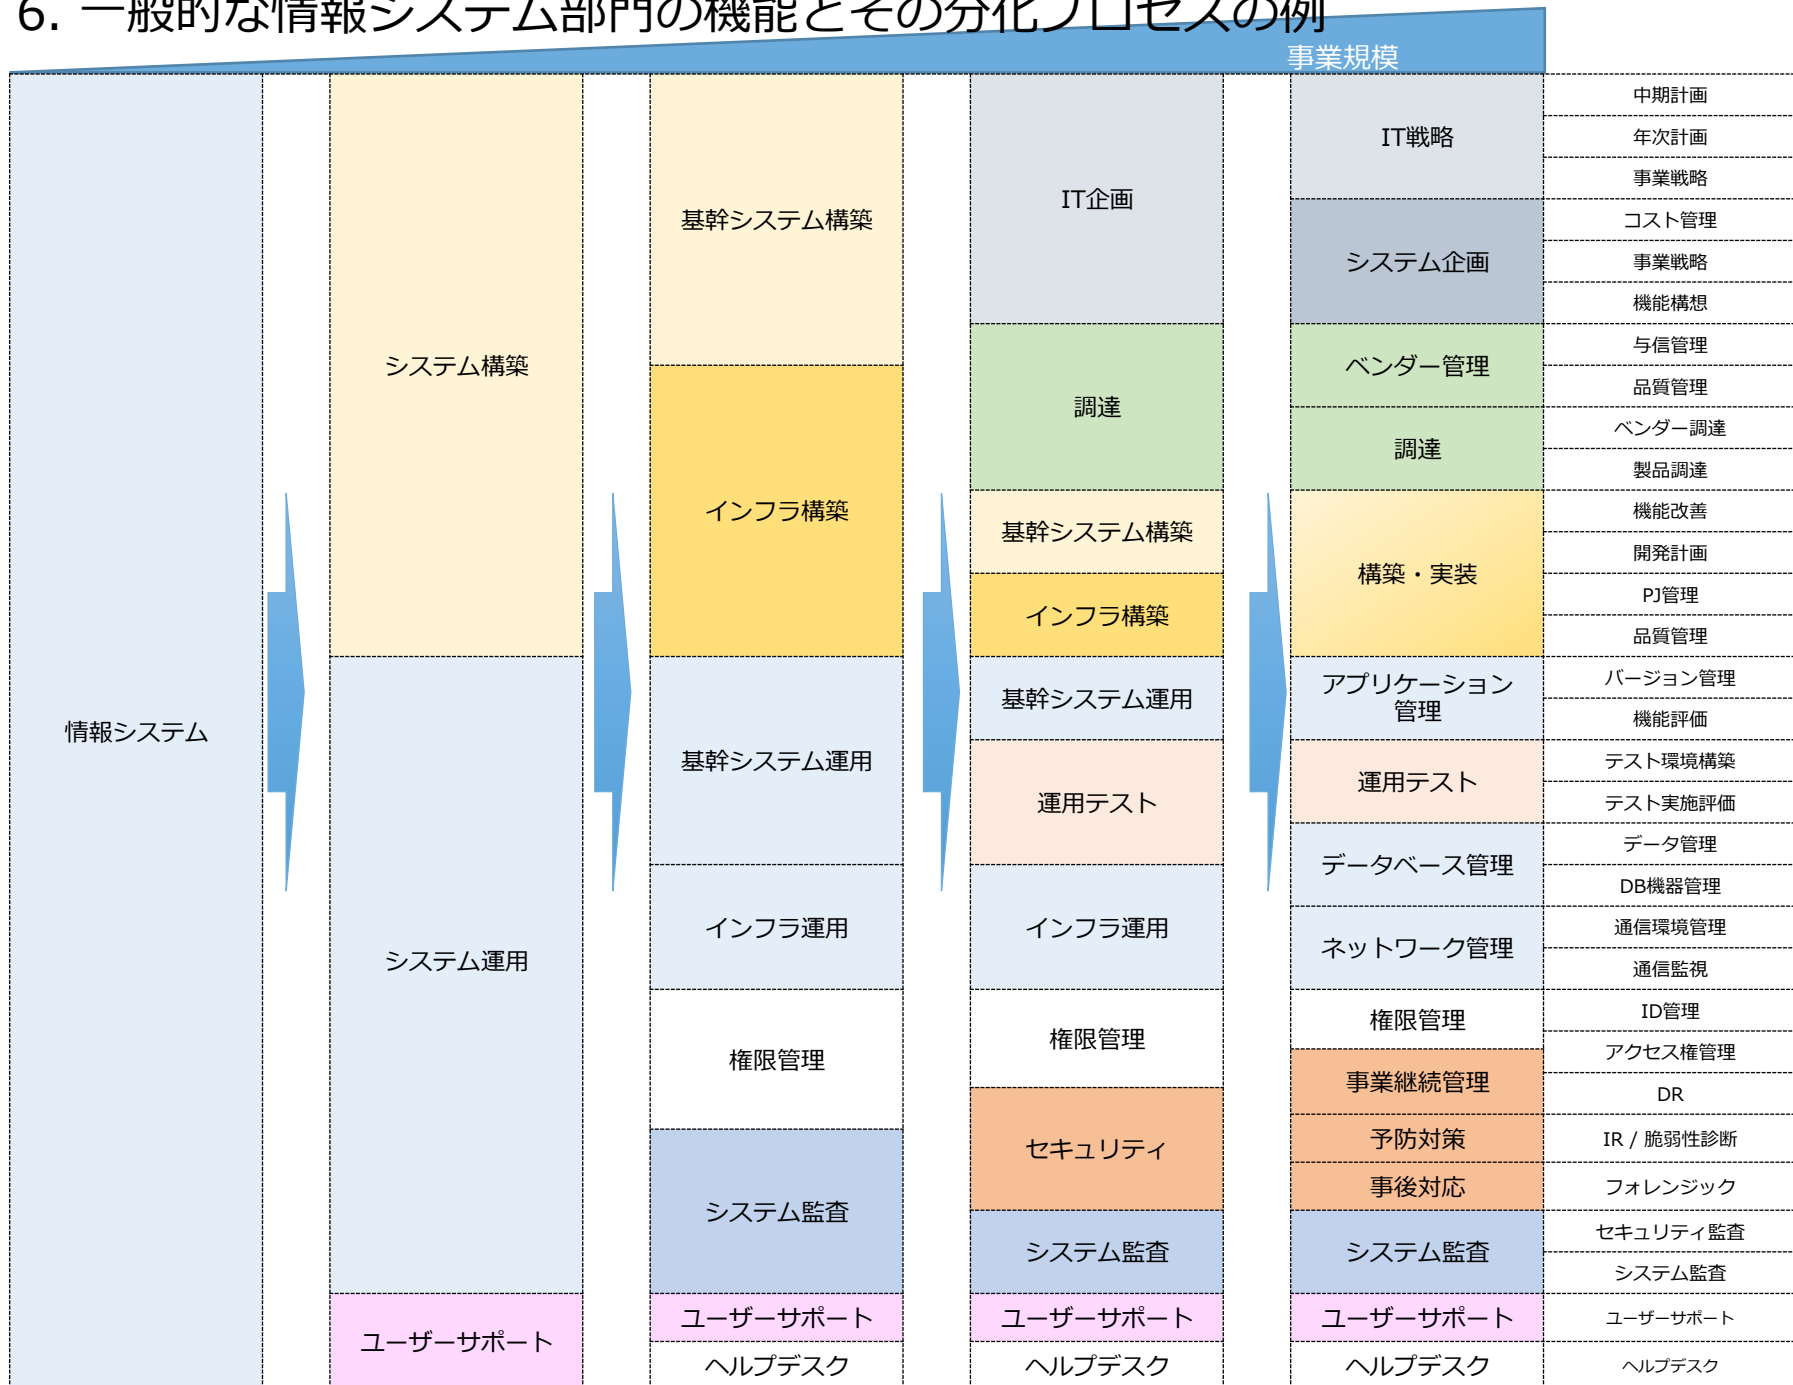 6. 一般的な情報システム部門の機能とその分化プロセスの例
事業規模
情報システム
システム構築
システム運用
ユーザーサポート
基幹システム構築
インフラ構築
基幹システム運用
インフラ運用
権限管理
システム監査
ユーザーサポート
ヘルプデスク
IT企画
調達
基幹システム構築
インフラ構築
基幹システム運用
運用テスト
インフラ運用
権限管理
セキュリティ
システム監査
ユーザーサポート
ヘルプデスク
IT戦略
システム企画
ベンダー管理
調達
構築・実装
アプリケーション
管理
運用テスト
データベース管理
ネットワーク管理
権限管理
事業継続管理
予防対策
事後対応
システム監査
ユーザーサポート
ヘルプデスク
中期計画
年次計画
事業戦略
コスト管理
事業戦略
機能構想
与信管理
品質管理
ベンダー調達
製品調達
機能改善
開発計画
PJ管理
品質管理
バージョン管理
機能評価
テスト環境構築
テスト実施評価
データ管理
DB機器管理
通信環境管理
通信監視
ID管理
アクセス権管理
DR
IR / 脆弱性診断
フォレンジック
セキュリティ監査
システム監査
ユーザーサポート
ヘルプデスク